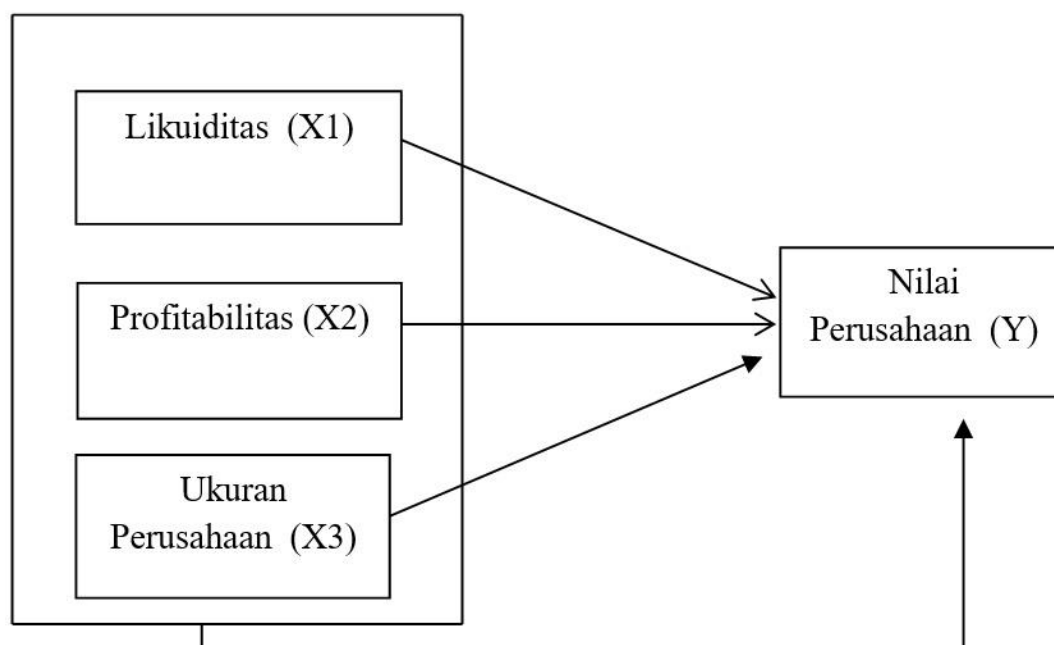 Likuiditas (X1)
Profitabilitas (X2)
Ukuran
Perusahaan (X3)
Nilai
Perusahaan (Y)